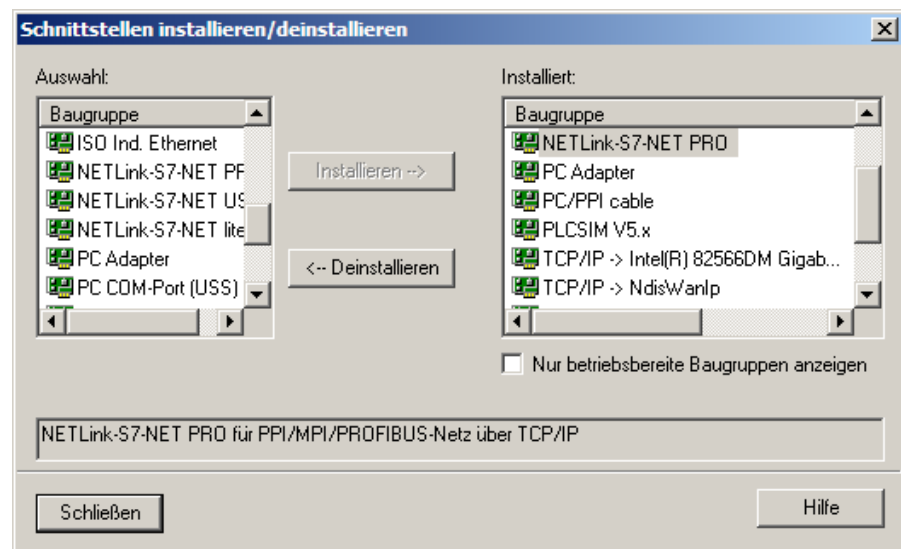 Schnittstellen installieren/deinstallieren
Auswahl:
Baugruppe
ISO Ind. Ethernet
NETLink-S7-NET PR
NETLink-S7-NET US
NETLink-S7-NET lite
PC Adapter
PC COM-Port (USS)
Installieren -->
<-- Deinstallieren
Installiert:
Baugruppe
NETLink-S7-NET PRO
PC Adapter
PC/PPI cable
PLCSIM V5.x
TCP/IP -> Intel(R) 82566DM Gigab...
TCP/IP -> NdisWanIp
Nur betriebsbereite Baugruppen anzeigen
NETLink-S7-NET PRO für PPI/MPI/PROFIBUS-Netz über TCP/IP
Schließen
Hilfe